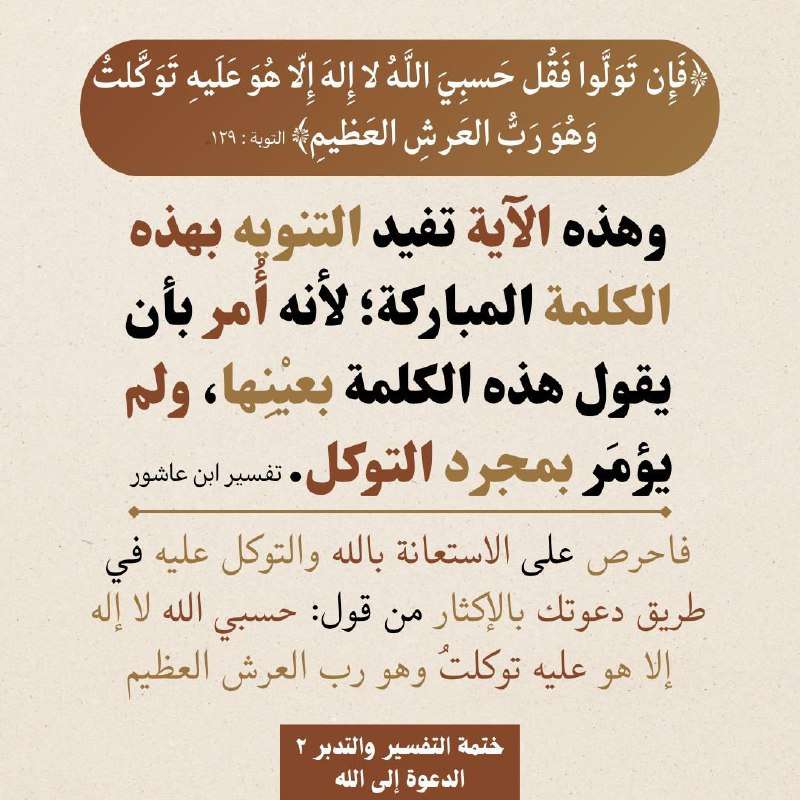 ﴿فَإِن تَوَلَّوا فَقُل حَسبِيَ اللَّهُ لا إِلهَ إِلّا هُوَ عَلَيهِ تَوَكَّلتُ
وَهُوَ رَبُّ العَرشِ العَظيمِ﴾ التوبة : ١٢٩.
وهذه الآية تفيد التنويه بهذه
الكلمة المباركة؛ لأنه أُمر بأن
يقول هذه الكلمة بعيْنِها، ولم
يؤمَر بمجرد التوكل. تفسير ابن عاشور
فاحرص على الاستعانة بالله والتوكل عليه في
طريق دعوتك بالإكثار من قول: حسبي الله لا إله
إلا هو عليه توكلتُ وهو رب العرش العظيم
ختمة التفسير والتدبر ٢
الدعوة إلى الله